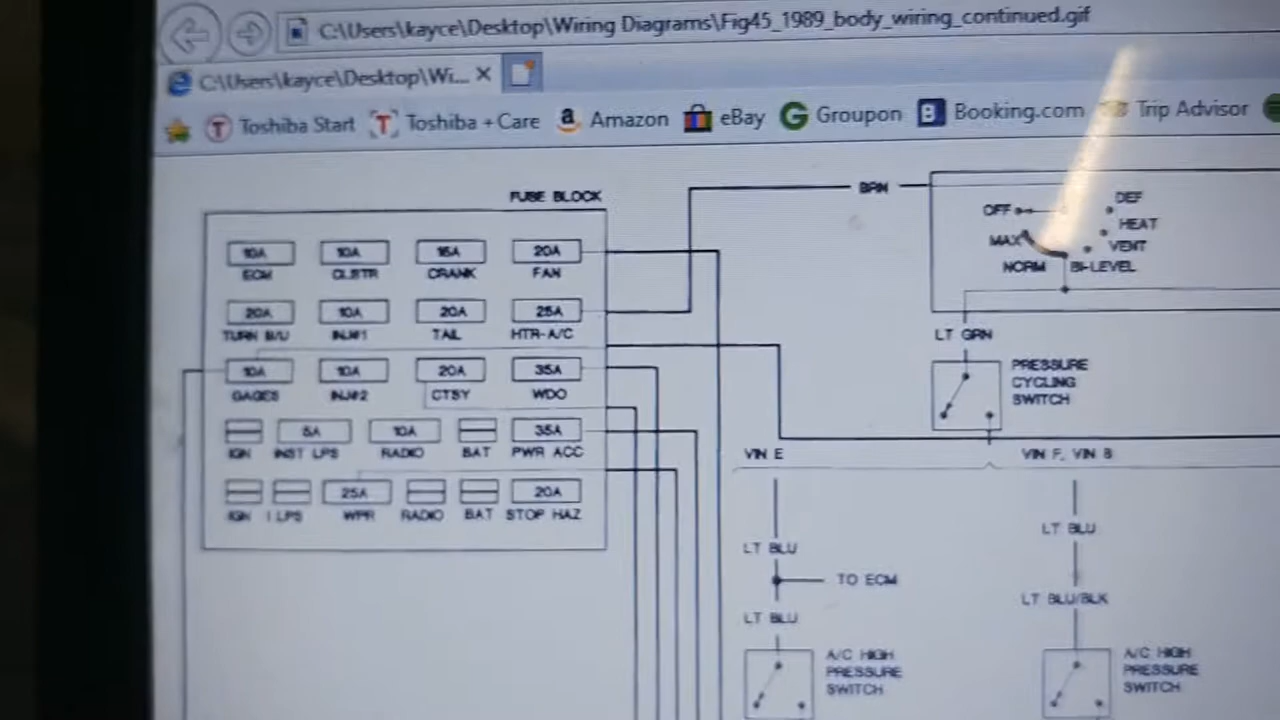 C:\Users\kayce\Desktop\Wiring Diagrams\Fig45_1989_body_wiring_continued.gif
C:\Users\kayce\Desktop\Wi...
Toshiba Start Toshiba + Care Amazon eBay Groupon Booking.com Trip Advisor
FUSE BLOCK
BRN
OFF DEF
HEAT
MAX VENT
NORM BI-LEVEL
10A 10A 15A 20A
ECM CLSTR CRANK FAN
20A 10A 20A 25A
TURN B/U INJ#1 TAIL HTR-A/C
10A 10A 20A 35A
GAGES INJ#2 CTSY WDO
5A 10A 35A
IGN INST LPS RADIO BAT PWR ACC
25A 20A
IGN I LPS WPR RADIO BAT STOP HAZ
LT GRN
PRESSURE
CYCLING
SWITCH
VIN E VIN F, VIN 8
LT BLU
TO ECM
LT BLU
A/C HIGH
PRESSURE
SWITCH
LT BLU
LT BLU/BLK
A/C HIGH
PRESSURE
SWITCH